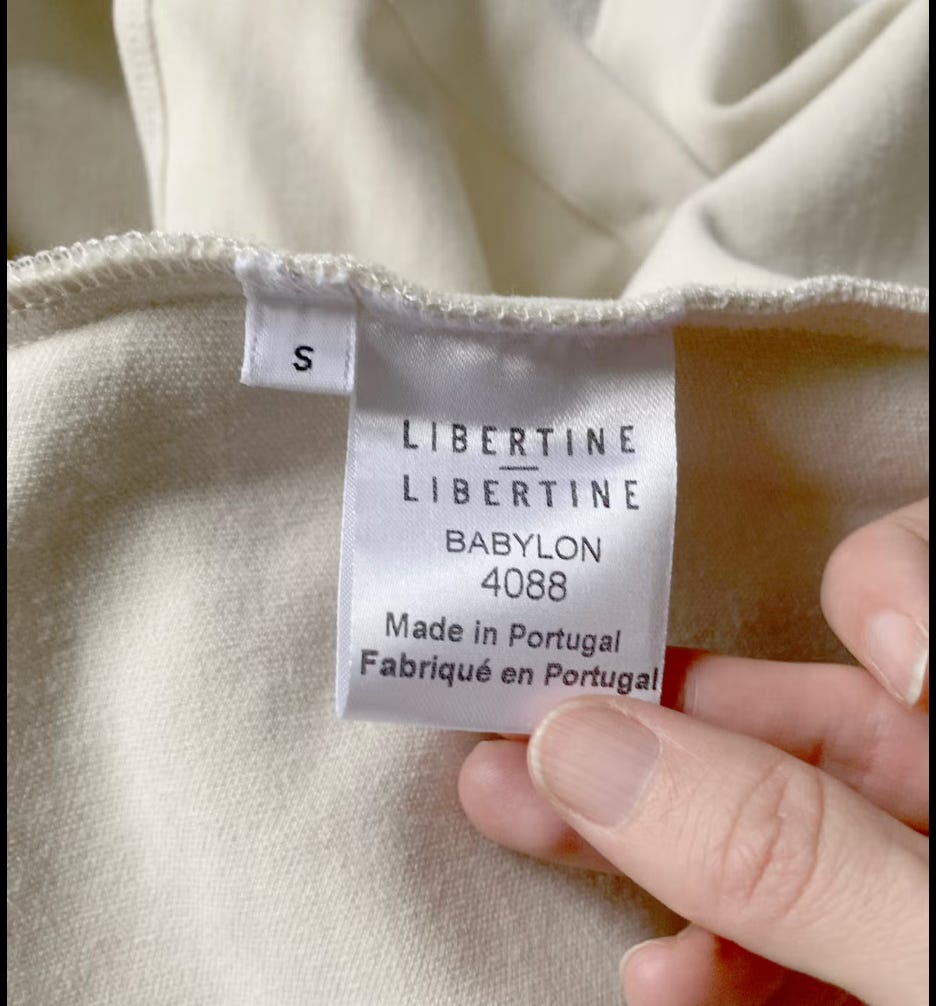 S
LIBERTINE
LIBERTINE
BABYLON
4088
Made in Portugal
Fabriqué en Portugal